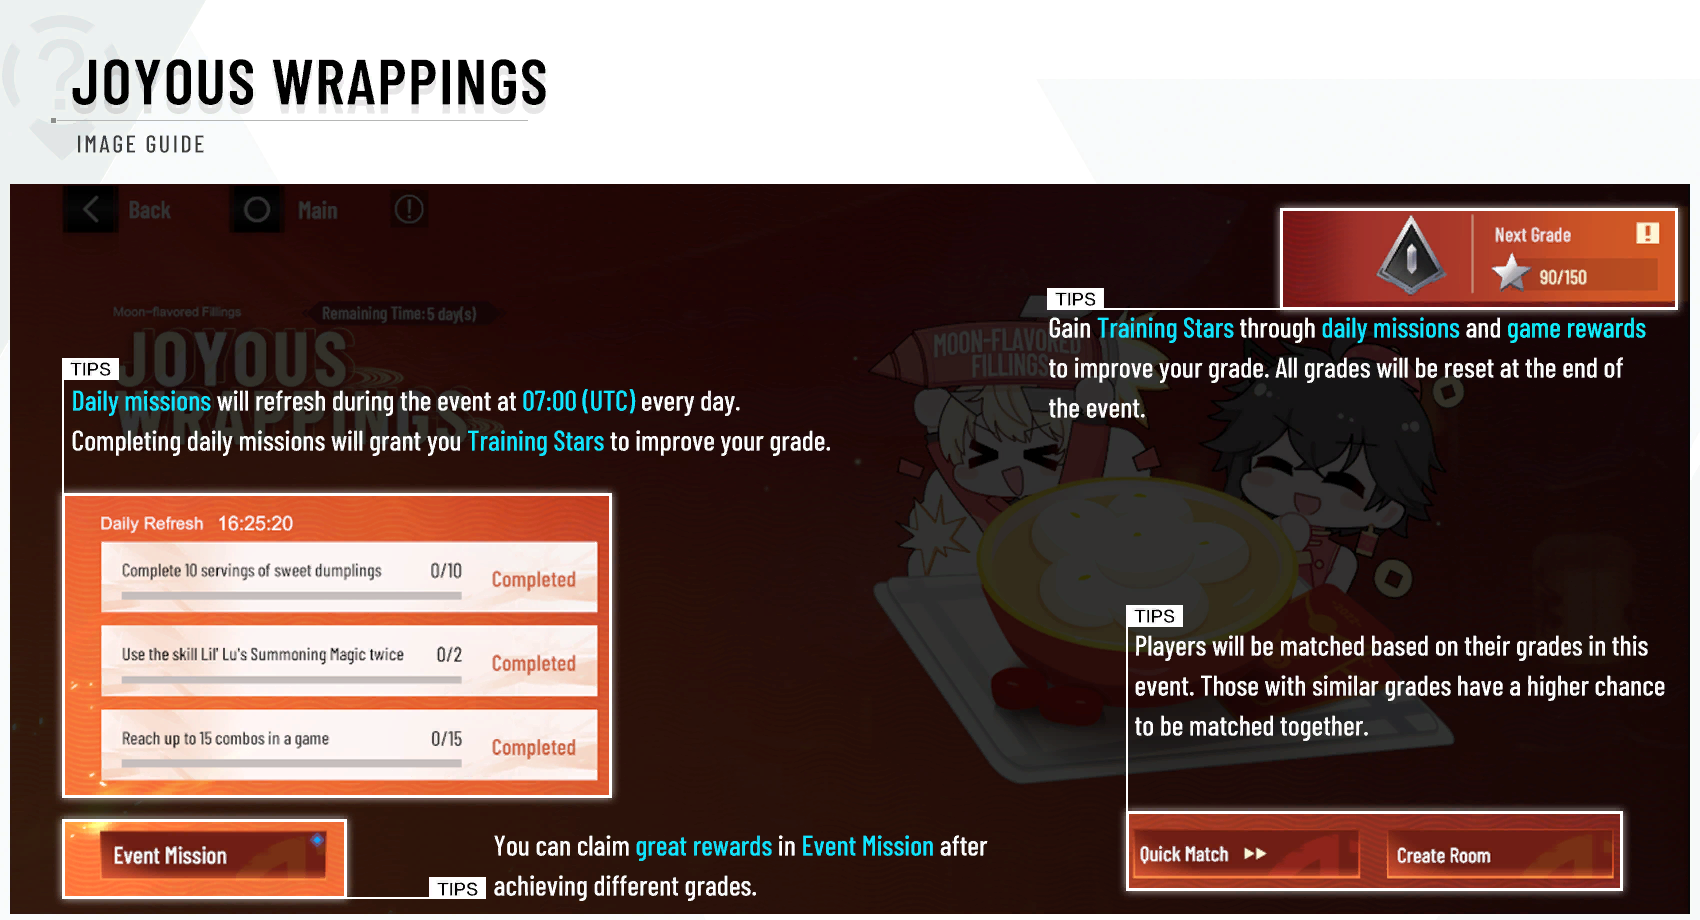 JOYOUS WRAPPINGS
IMAGE GUIDE
Back
Main
Next Grade
90/150
Moon-flavored Fillings
Remaining Time: 5 day(s)
JOYOUS
WRAPPINGS
MOON-FLAVORED
FILLINGS
TIPS
Gain Training Stars through daily missions and game rewards
to improve your grade. All grades will be reset at the end of
the event.
TIPS
Daily missions will refresh during the event at 07:00 (UTC) every day.
Completing daily missions will grant you Training Stars to improve your grade.
Daily Refresh 16:25:20
Complete 10 servings of sweet dumplings 0/10 Completed
Use the skill Lil' Lu's Summoning Magic twice 0/2 Completed
Reach up to 15 combos in a game 0/15 Completed
TIPS
Players will be matched based on their grades in this
event. Those with similar grades have a higher chance
to be matched together.
Event Mission
TIPS
You can claim great rewards in Event Mission after
achieving different grades.
Quick Match
Create Room